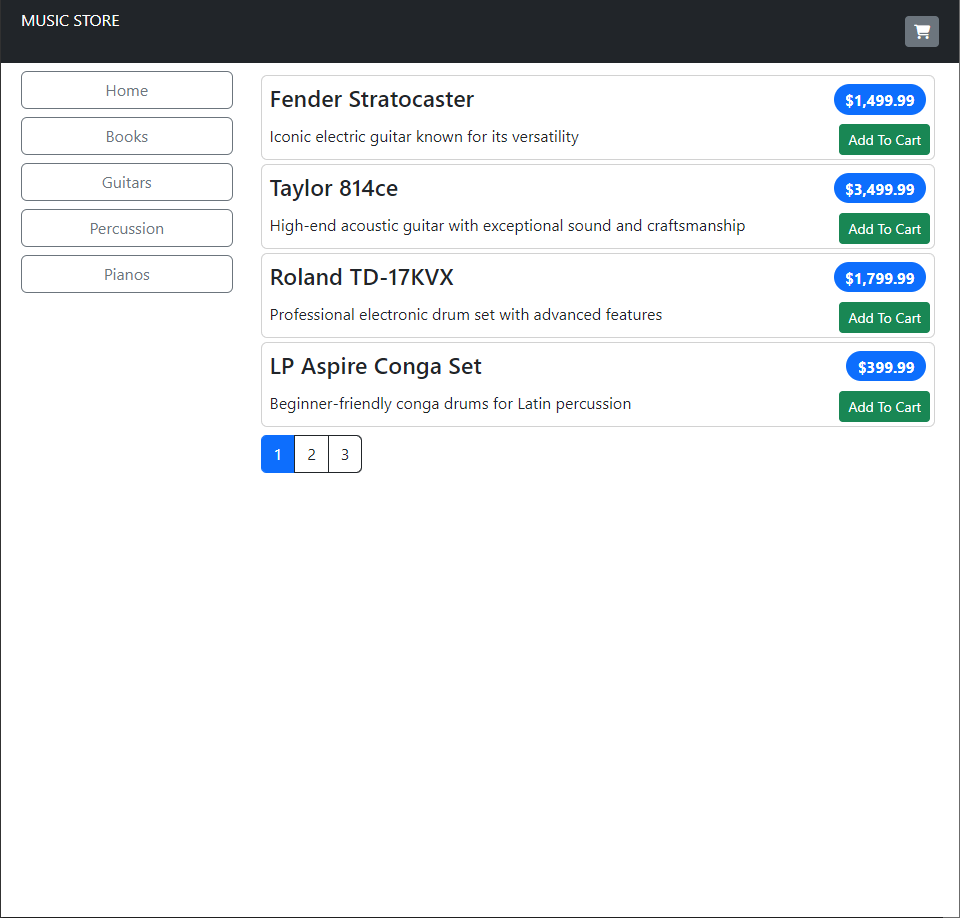 MUSIC STORE
Home
Books
Guitars
Percussion
Pianos
Fender Stratocaster
$1,499.99
Iconic electric guitar known for its versatility
Add To Cart
Taylor 814ce
$3,499.99
High-end acoustic guitar with exceptional sound and craftsmanship
Add To Cart
Roland TD-17KVX
$1,799.99
Professional electronic drum set with advanced features
Add To Cart
LP Aspire Conga Set
$399.99
Beginner-friendly conga drums for Latin percussion
Add To Cart
1 2 3